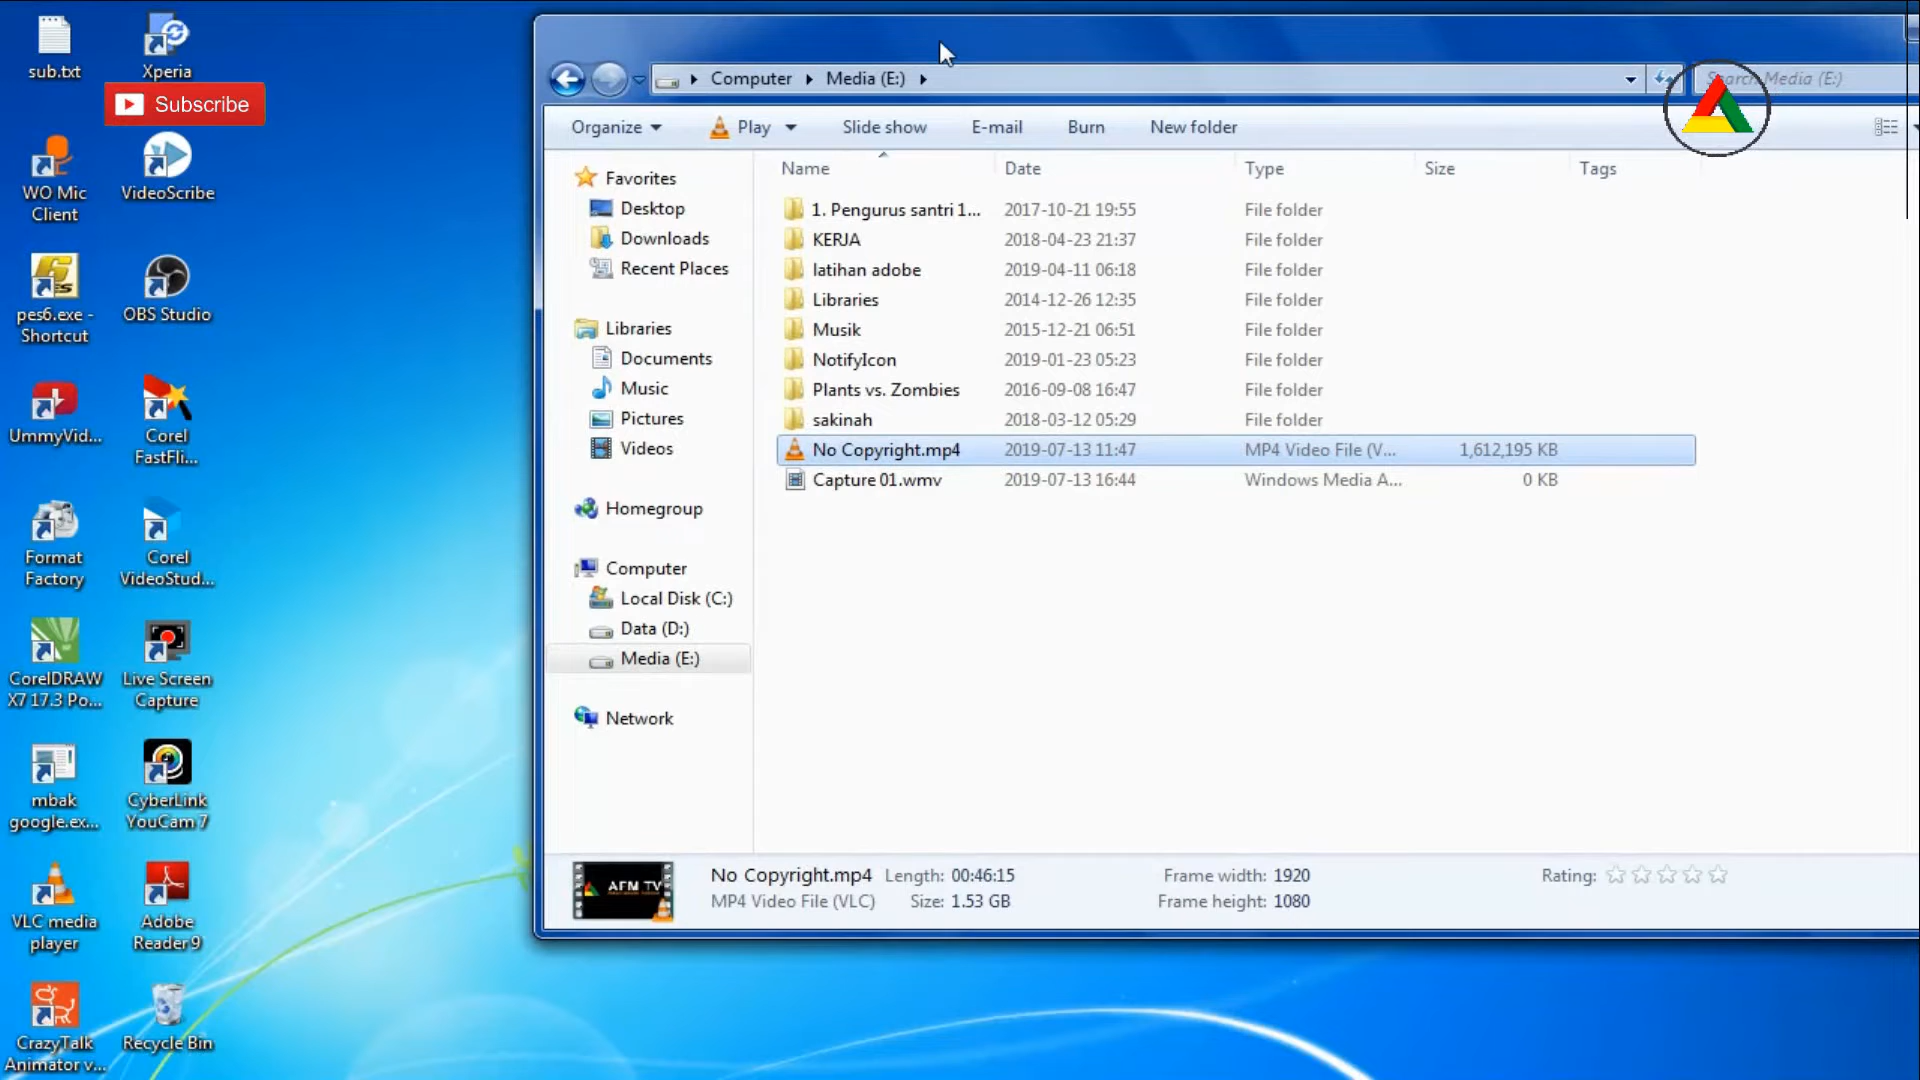 sub.txt
Xperia
Subscribe
WO Mic
Client
VideoScribe
pes6.exe -
Shortcut
OBS Studio
UmmyVid...
Corel
FastFli...
Format
Factory
Corel
VideoStud...
CorelDRAW
X7 17.3 Po...
Live Screen
Capture
mbak
google.ex...
CyberLink
YouCam 7
VLC media
player
Adobe
Reader 9
CrazyTalk
Animator v...
Recycle Bin
Computer
Media (E:)
Search Media (E:)
Organize
Play
Slide show
E-mail
Burn
New folder
Favorites
Desktop
Downloads
Recent Places
Libraries
Documents
Music
Pictures
Videos
Homegroup
Computer
Local Disk (C:)
Data (D:)
Media (E:)
Network
Name Date Type Size Tags
1. Pengurus santri 1... 2017-10-21 19:55 File folder
KERJA 2018-04-23 21:37 File folder
latihan adobe 2019-04-11 06:18 File folder
Libraries 2014-12-26 12:35 File folder
Musik 2015-12-21 06:51 File folder
NotifyIcon 2019-01-23 05:23 File folder
Plants vs. Zombies 2016-09-08 16:47 File folder
sakinah 2018-03-12 05:29 File folder
No Copyright.mp4 2019-07-13 11:47 MP4 Video File (V... 1,612,195 KB
Capture 01.wmv 2019-07-13 16:44 Windows Media A... 0 KB
AFM TV
No Copyright.mp4 Length: 00:46:15 Frame width: 1920 Rating:
MP4 Video File (VLC) Size: 1.53 GB Frame height: 1080